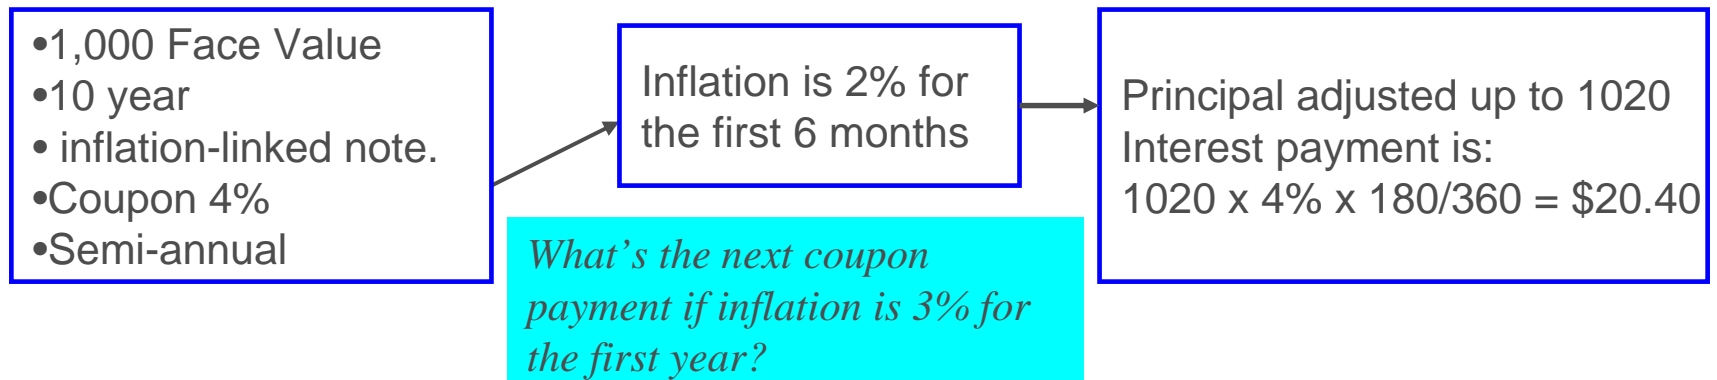 •1,000 Face Value
•10 year
• inflation-linked note.
•Coupon 4%
•Semi-annual
Inflation is 2% for
the first 6 months
Principal adjusted up to 1020
Interest payment is:
1020 x 4% x 180/360 = $20.40
What’s the next coupon
payment if inflation is 3% for
the first year?